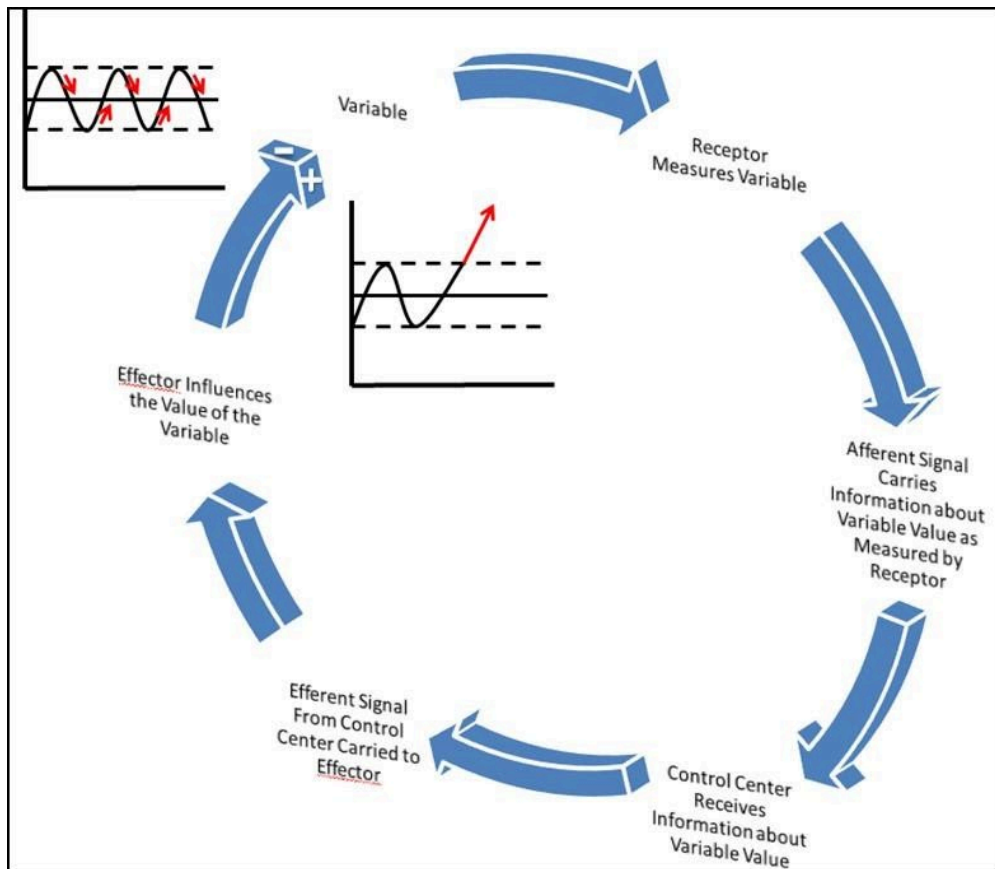 Variable
Receptor
Measures Variable
Afferent Signal
Carries
Information about
Variable Value as
Measured by
Receptor
Control Center
Receives
Information about
Variable Value
Efferent Signal
From Control
Center Carried to
Effector
Effector Influences
the Value of the
Variable
-
+